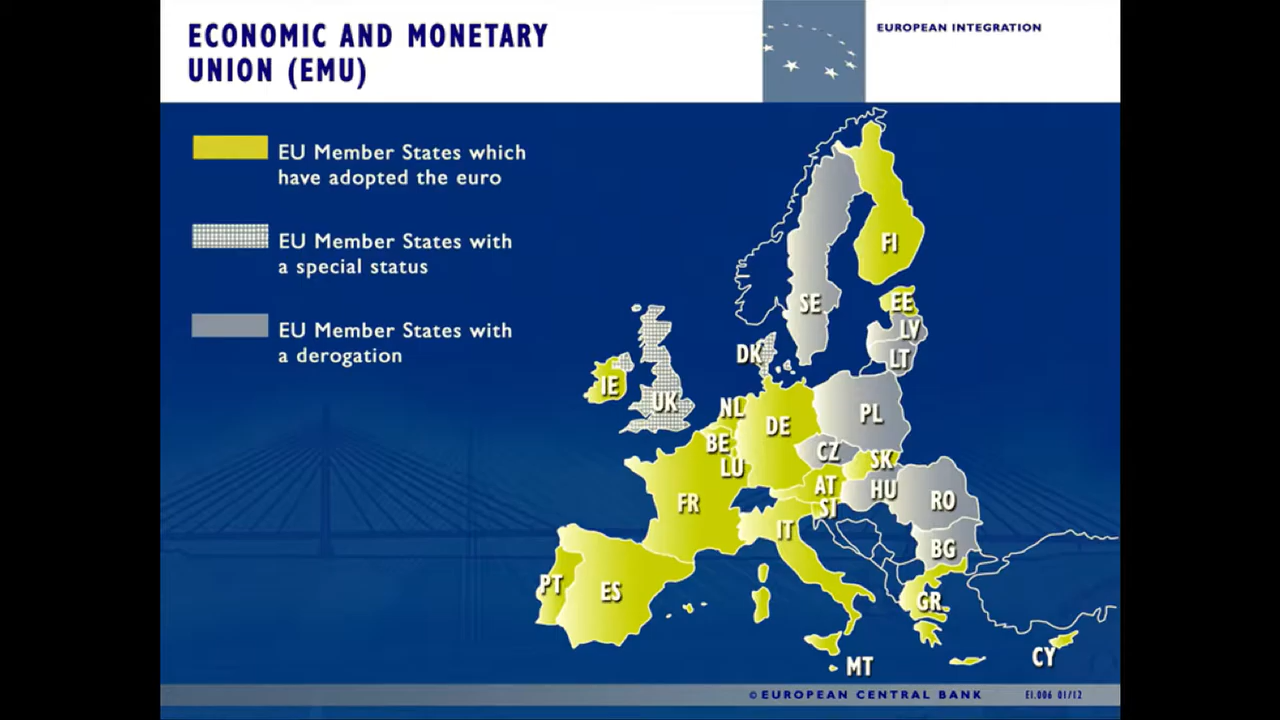 ECONOMIC AND MONETARY
UNION (EMU)
EUROPEAN INTEGRATION
EU Member States which
have adopted the euro
EU Member States with
a special status
EU Member States with
a derogation
FI
SE
EE
LV
LT
DK
IE
UK
NL
DE
PL
BE
CZ
LU
SK
AT
HU
FR
SI
RO
IT
BG
PT
ES
GR
CY
MT
© EUROPEAN CENTRAL BANK
EI.006 01/12